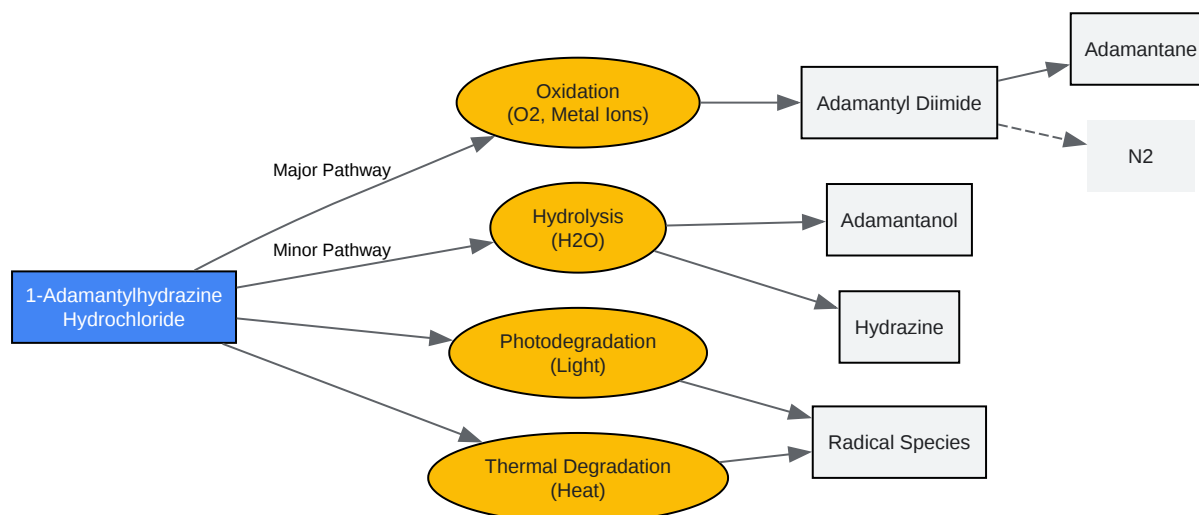 Adamantane
Oxidation
(O2, Metal Ions)
Adamantyl Diimide
N2
Major Pathway
Hydrolysis
(H2O)
Adamantanol
Minor Pathway
1-Adamantylhydrazine
Hydrochloride
Hydrazine
Photodegradation
(Light)
Radical Species
Thermal Degradation
(Heat)